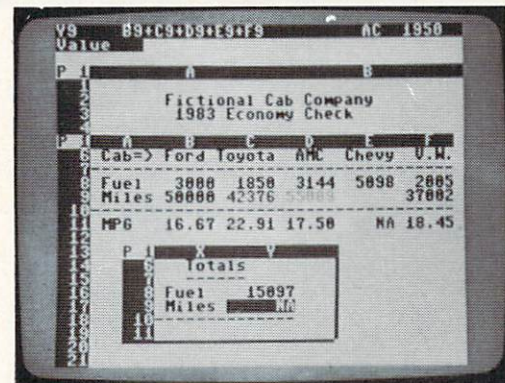 Y9 B9+C9+D9+E9+F9 AC 1950
Value
P 1 A B
1
2 Fictional Cab Company
3 1983 Economy Check
4
P 1 A B C D E F
6 Cab=> Ford Toyota AMC Chevy V.W.
7 ----------------------------------
8 Fuel 3000 1850 3144 5098 2005
9 Miles 50000 42376 37002
10 ----------------------------------
11 MPG 16.67 22.91 17.50 NA 18.45
12
13 P 1 X Y
14 6 Totals
15 7 ----------
16 8 Fuel 15097
17 9 Miles NA
18 10 ----------
19 11
20
21